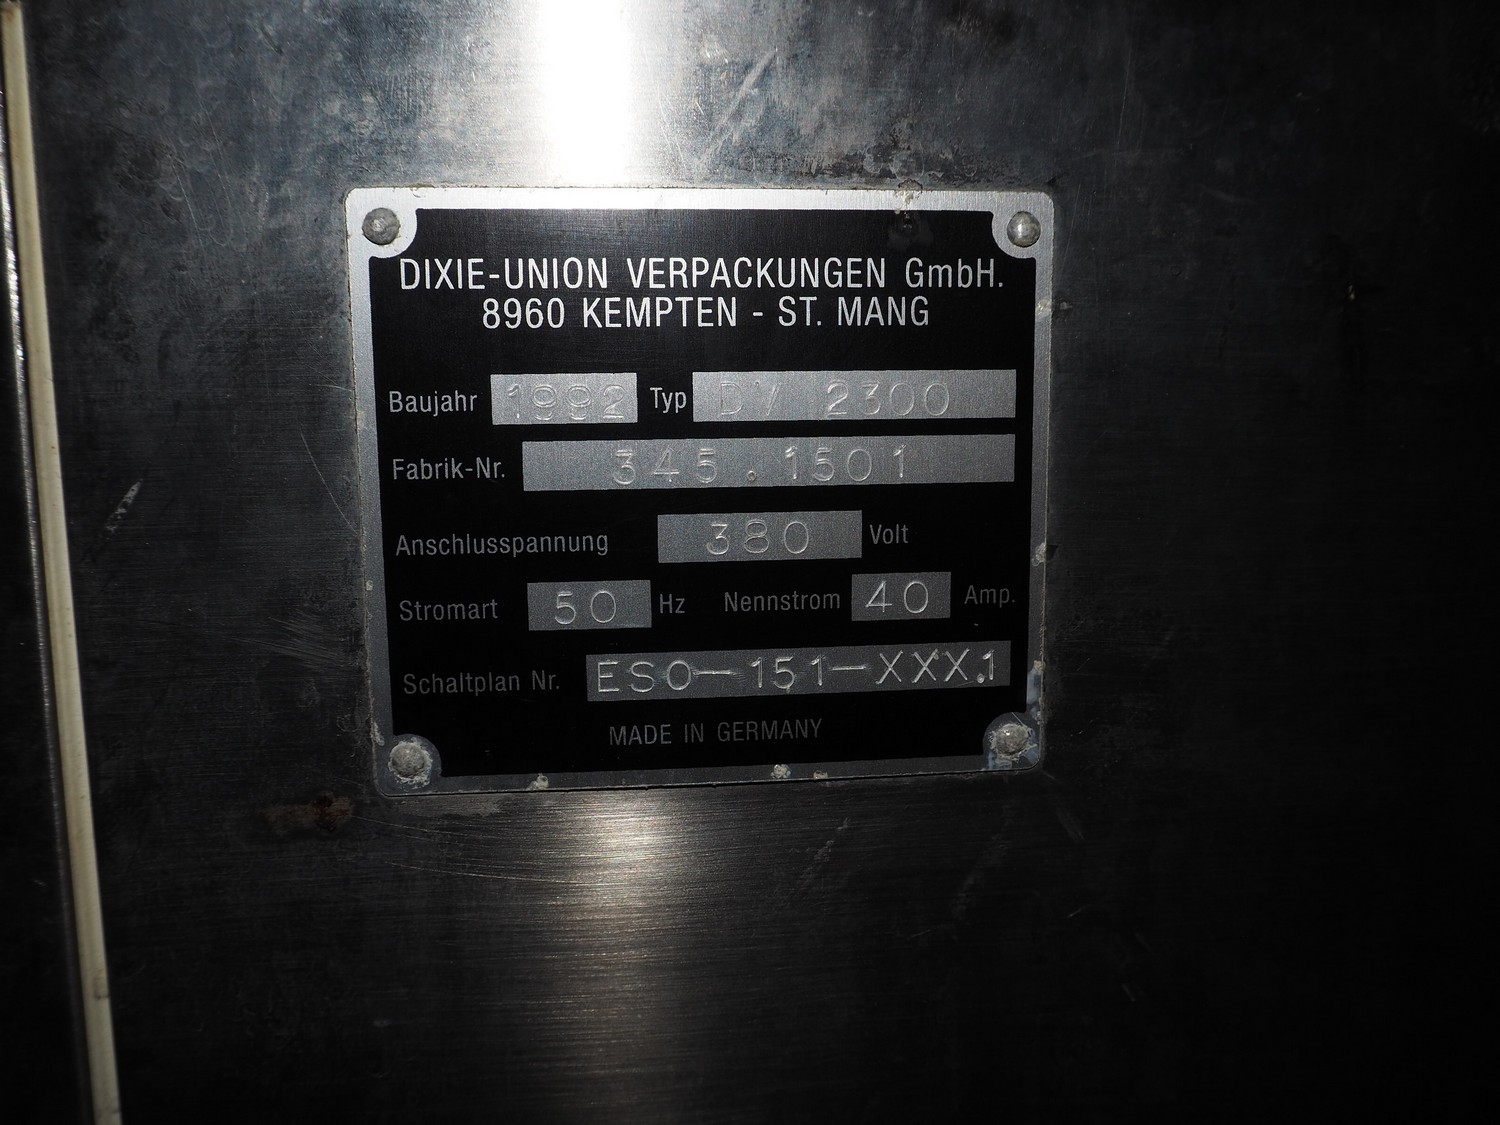 DIXIE-UNION VERPACKUNGEN GmbH.
8960 KEMPTEN - ST. MANG
Baujahr 1992 Typ DV 2300
Fabrik-Nr. 345.1501
Anschlusspannung 380 Volt
Stromart 50 Hz Nennstrom 40 Amp.
Schaltplan Nr. ESO-151-XXX.1
MADE IN GERMANY